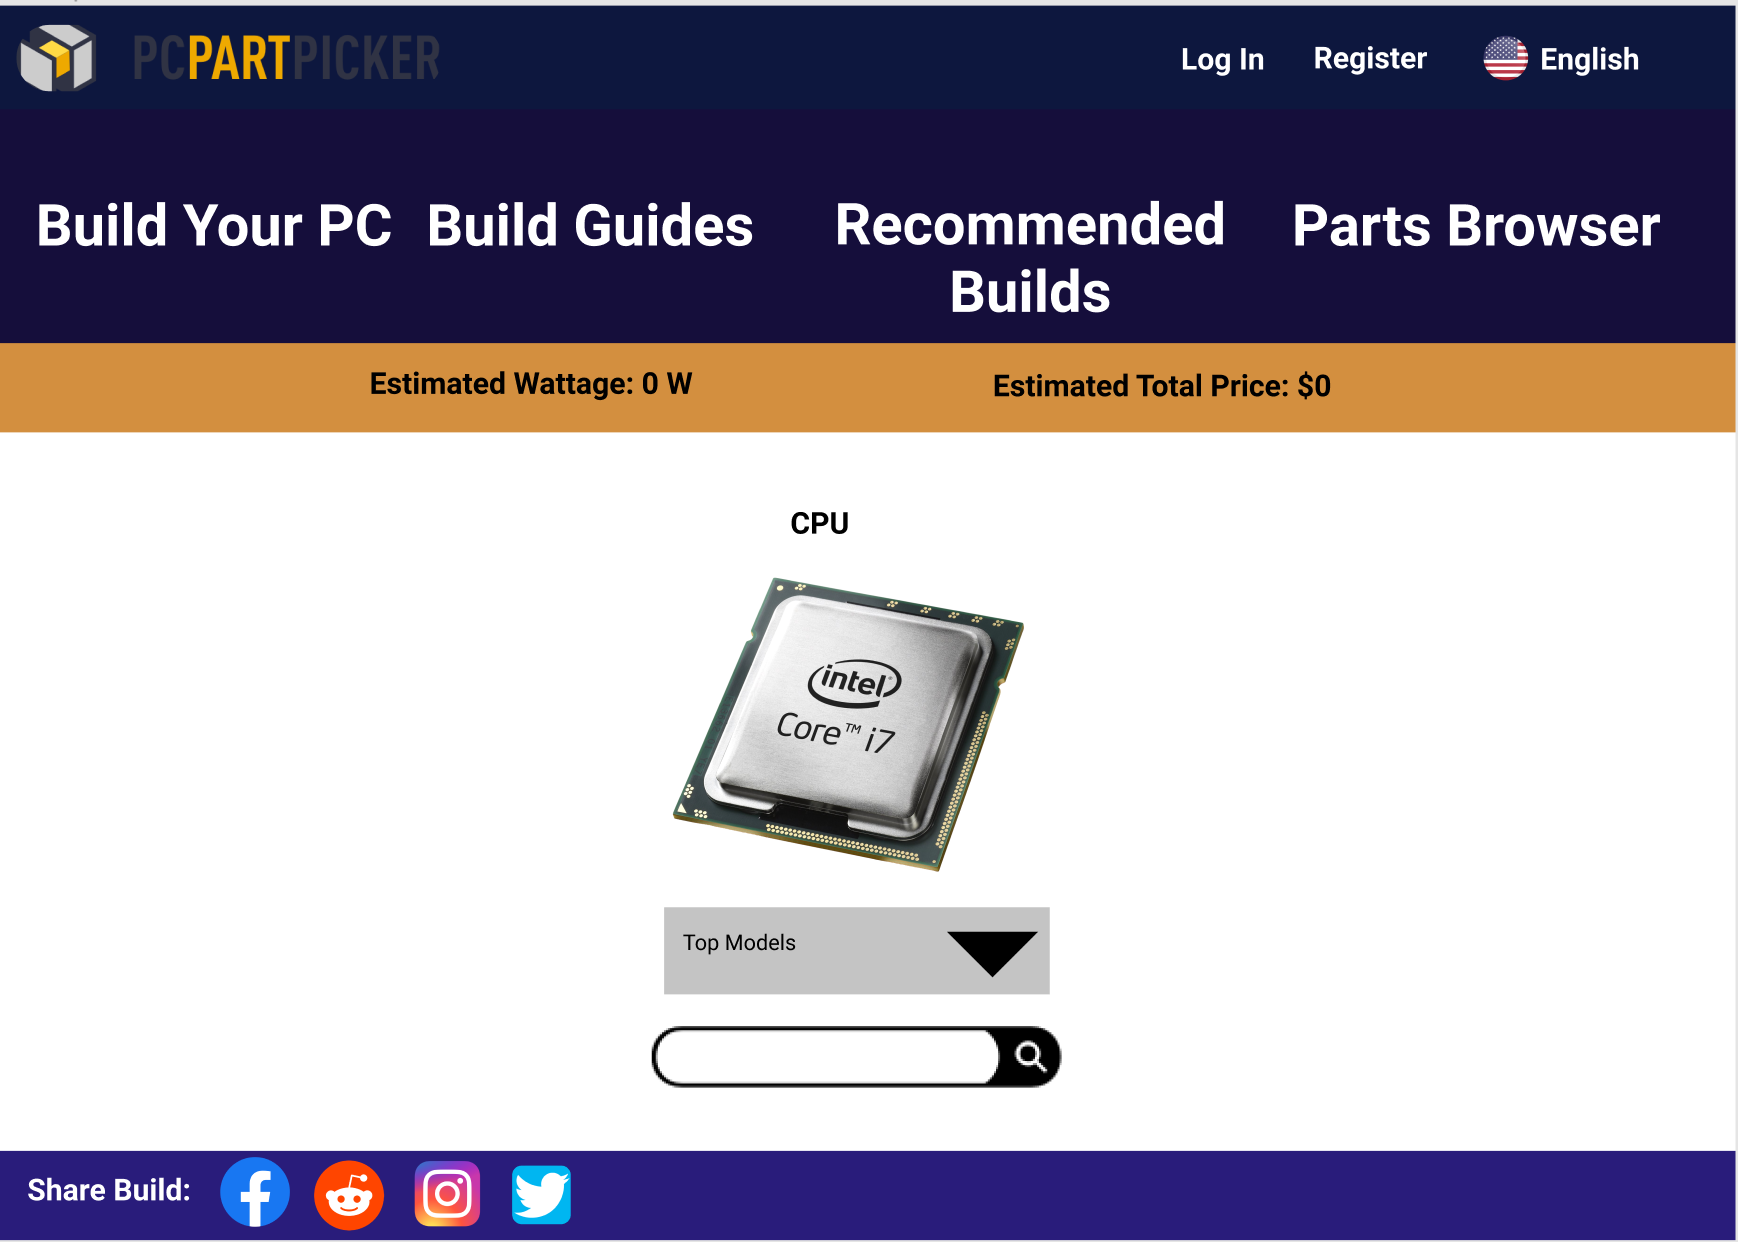 PCPARTPICKER
Log In
Register
English
Build Your PC
Build Guides
Recommended
Builds
Parts Browser
Estimated Wattage: 0 W
Estimated Total Price: $0
CPU
intel
Core™ i7
Top Models
Share Build: